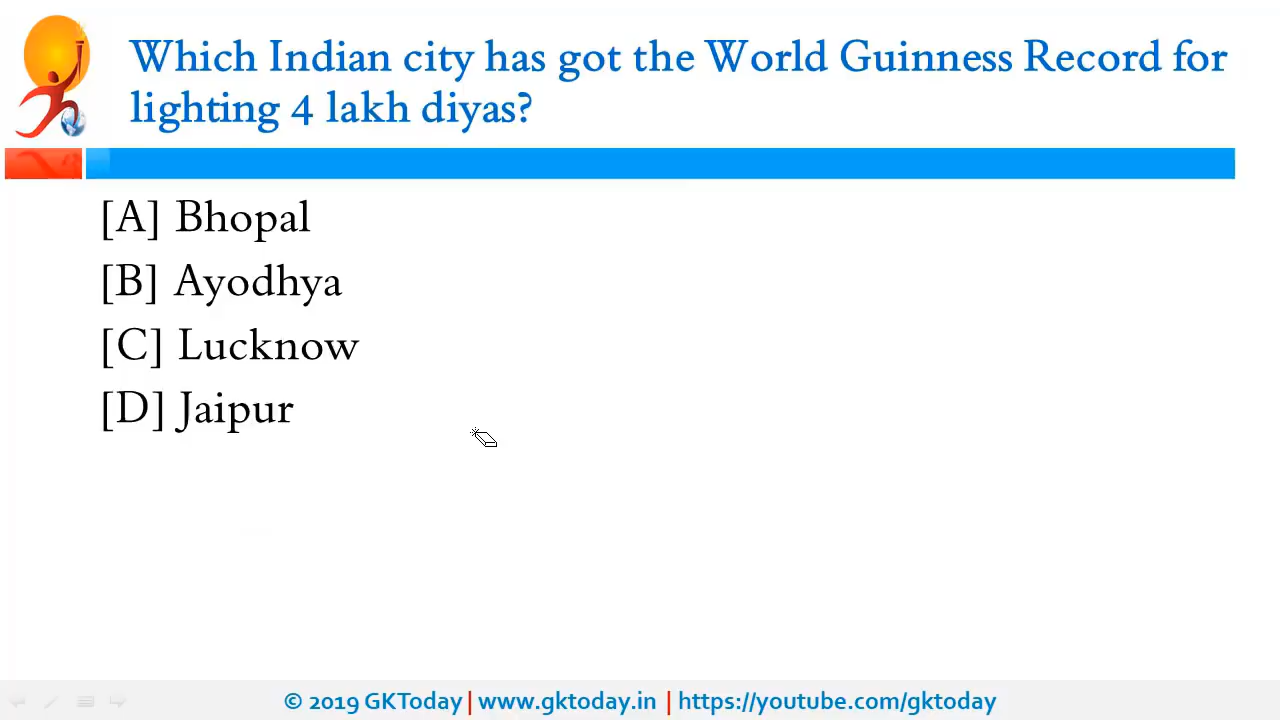 Which Indian city has got the World Guinness Record for
lighting 4 lakh diyas?
[A] Bhopal
[B] Ayodhya
[C] Lucknow
[D] Jaipur
© 2019 GKToday | www.gktoday.in | https://youtube.com/gktoday